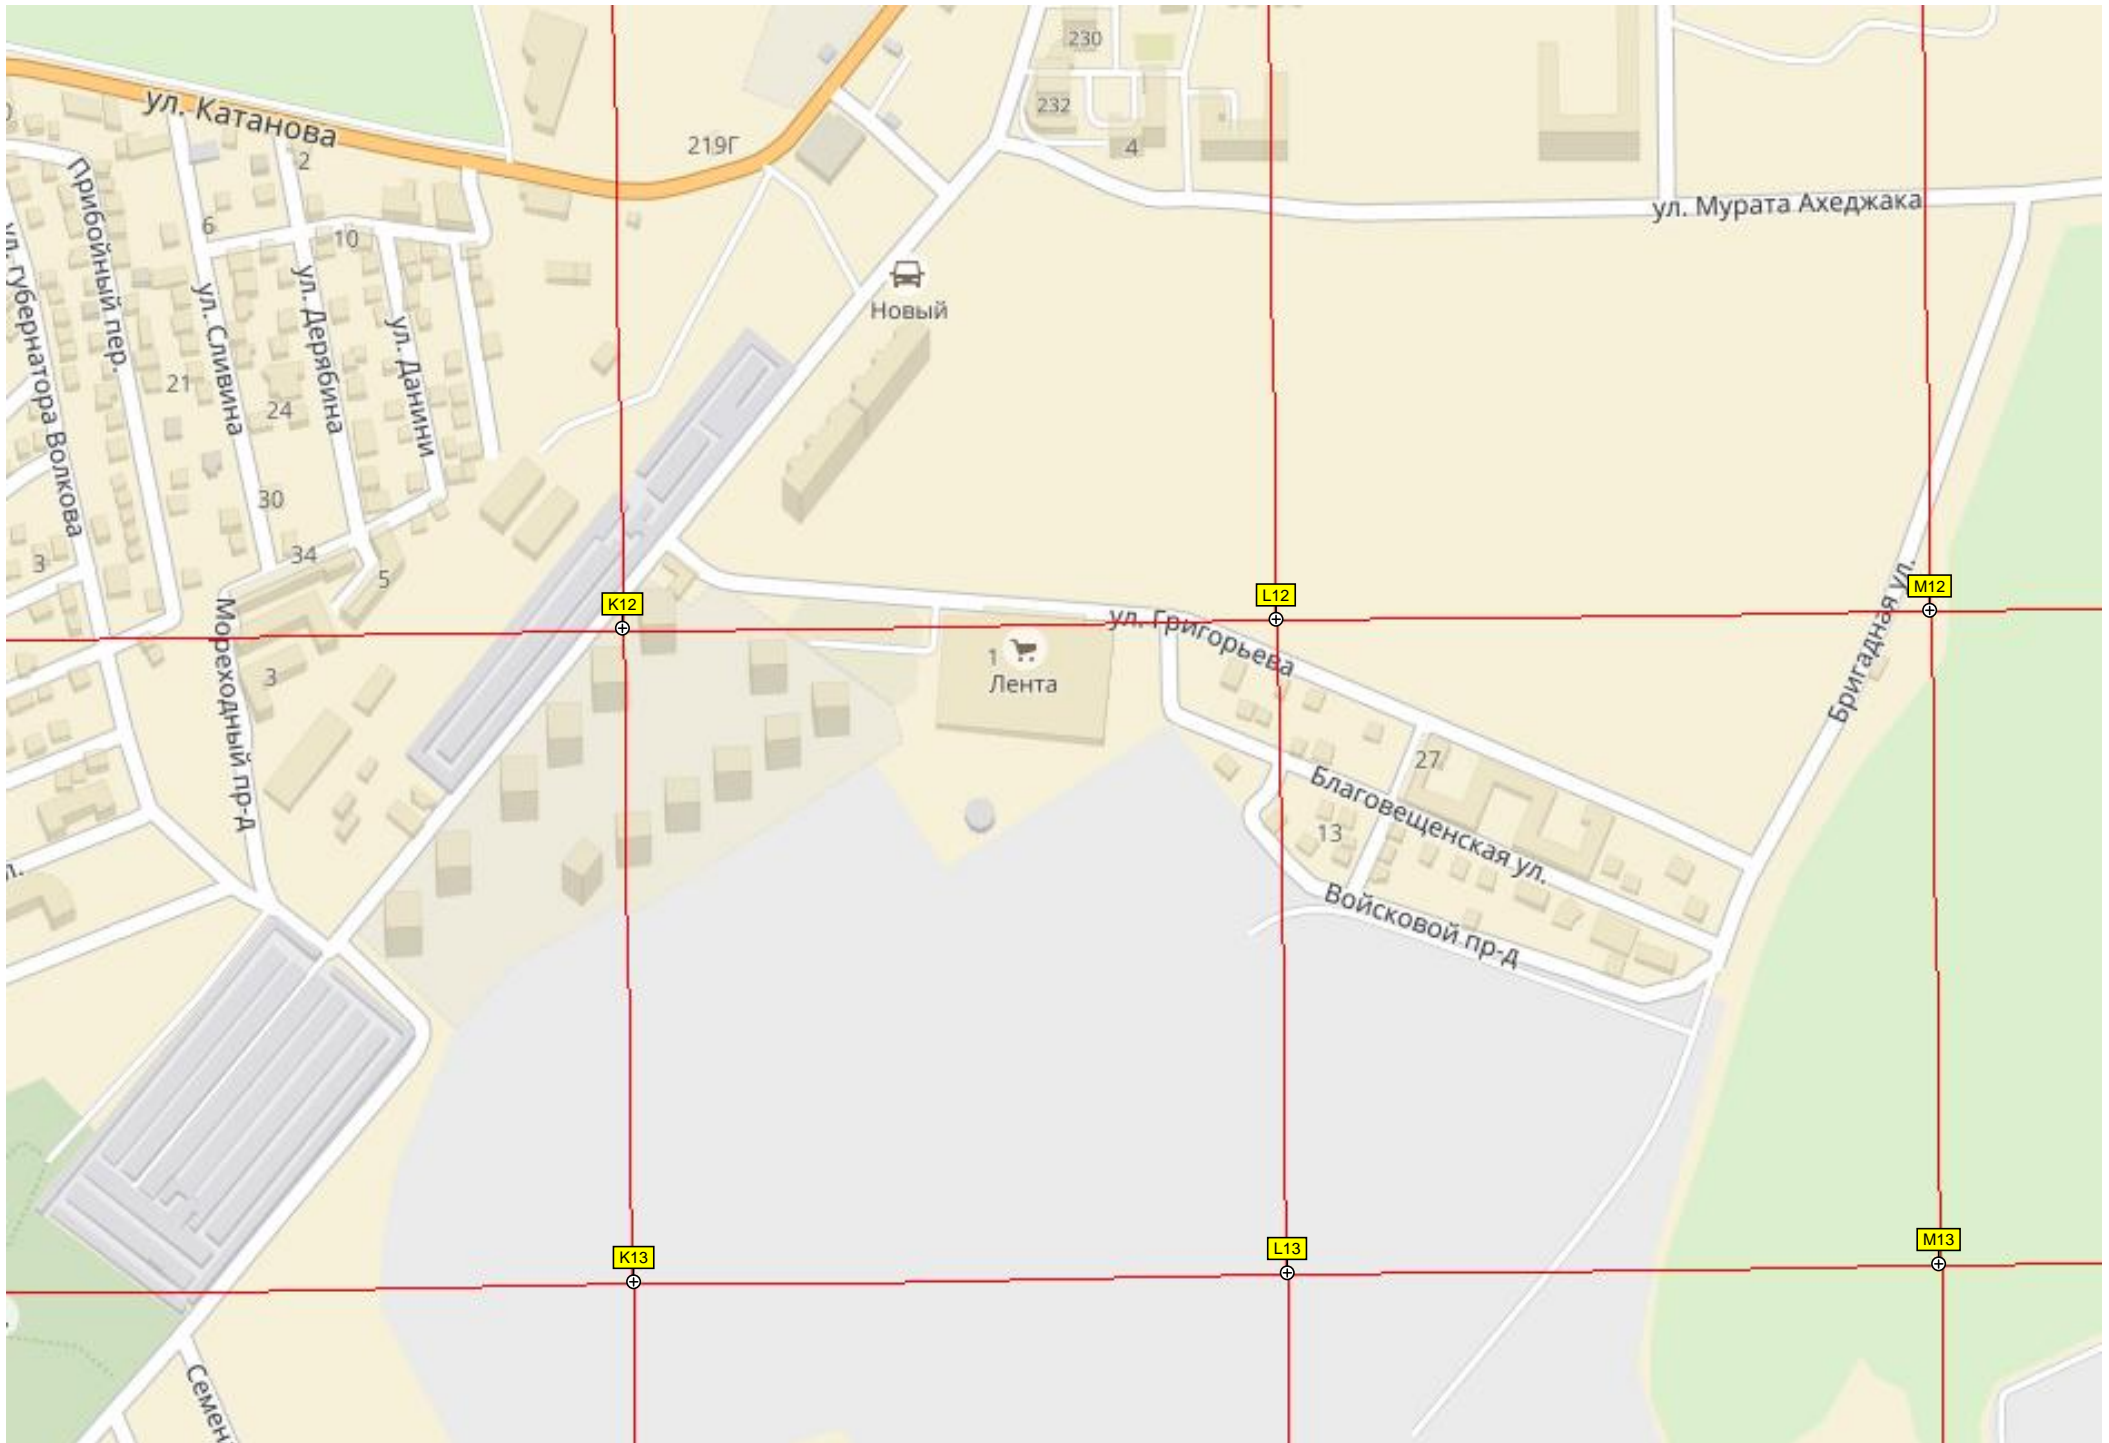 230
232
4
219Г
ул. Катанова
2
6
10
Прибойный пер.
ул. Губернатора Волкова
ул. Сливина
ул. Дерябина
ул. Данини
21
24
30
34
5
3
3
Мореходный пр-д
Новый
ул. Мурата Ахеджака
K12
L12
M12
ул. Григорьева
1
Лента
Бригадная ул.
27
Благовещенская ул.
13
Войсковой пр-д
K13
L13
M13
Семен